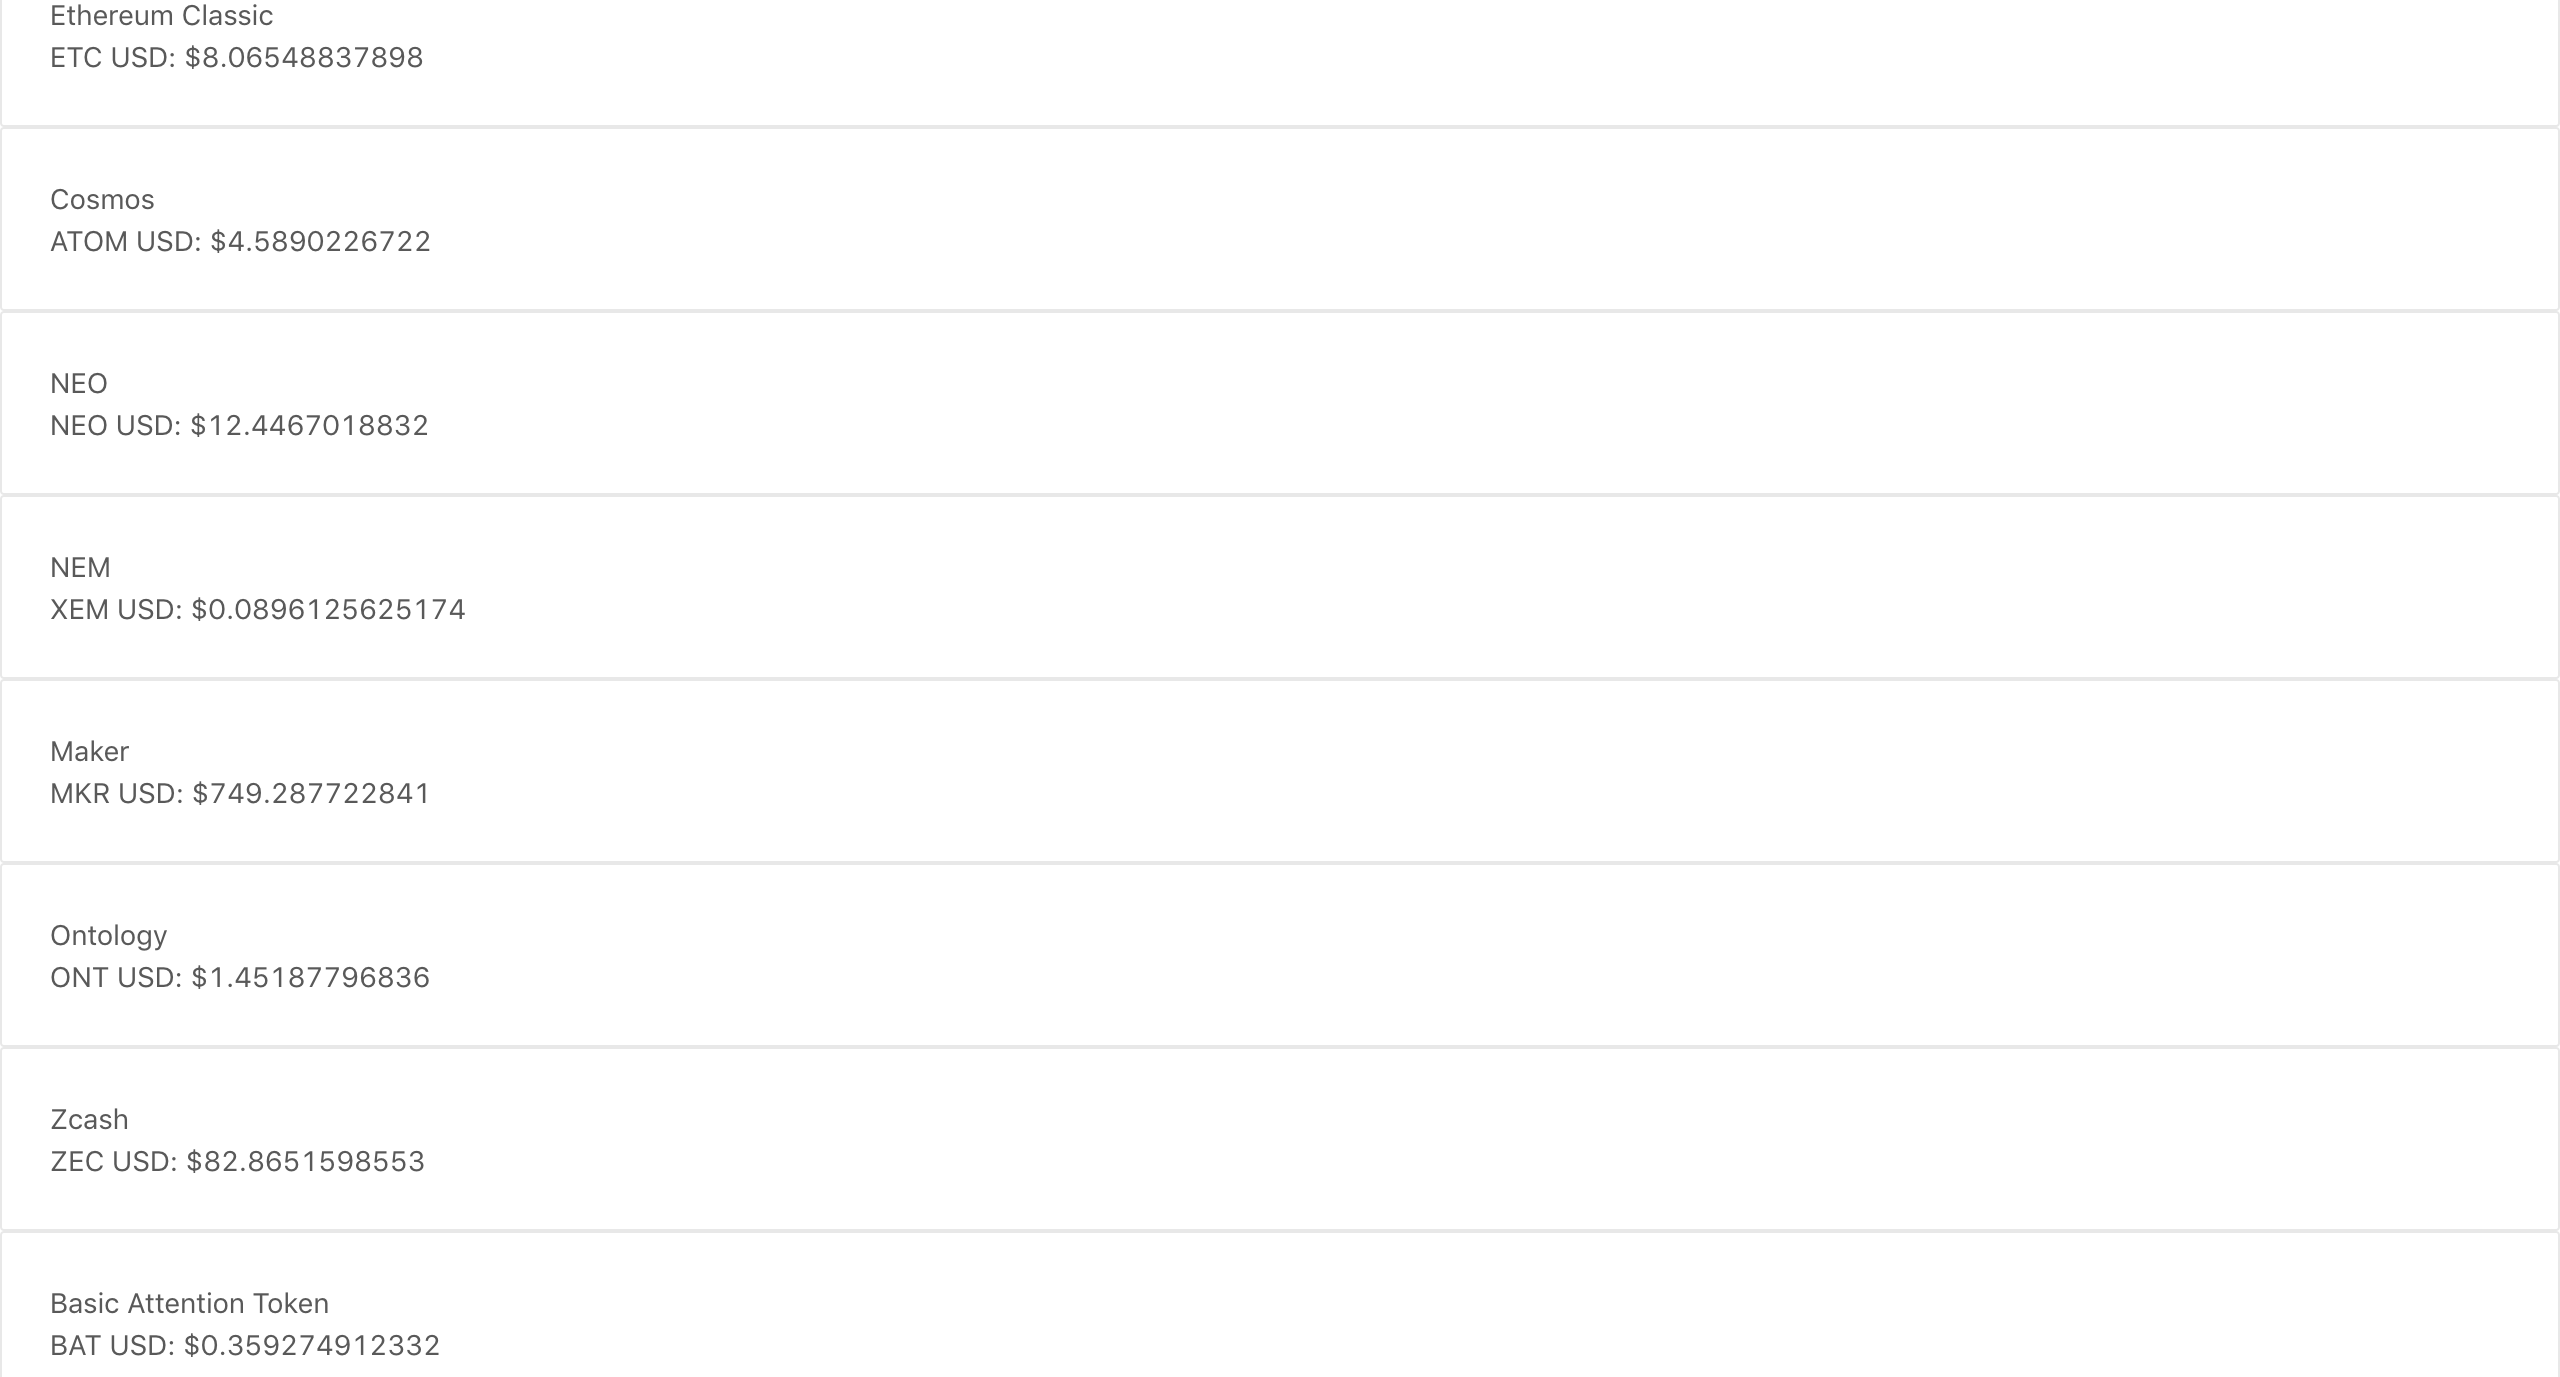 Ethereum Classic
ETC USD: $8.06548837898
Cosmos
ATOM USD: $4.5890226722
NEO
NEO USD: $12.4467018832
NEM
XEM USD: $0.0896125625174
Maker
MKR USD: $749.287722841
Ontology
ONT USD: $1.45187796836
Zcash
ZEC USD: $82.8651598553
Basic Attention Token
BAT USD: $0.359274912332